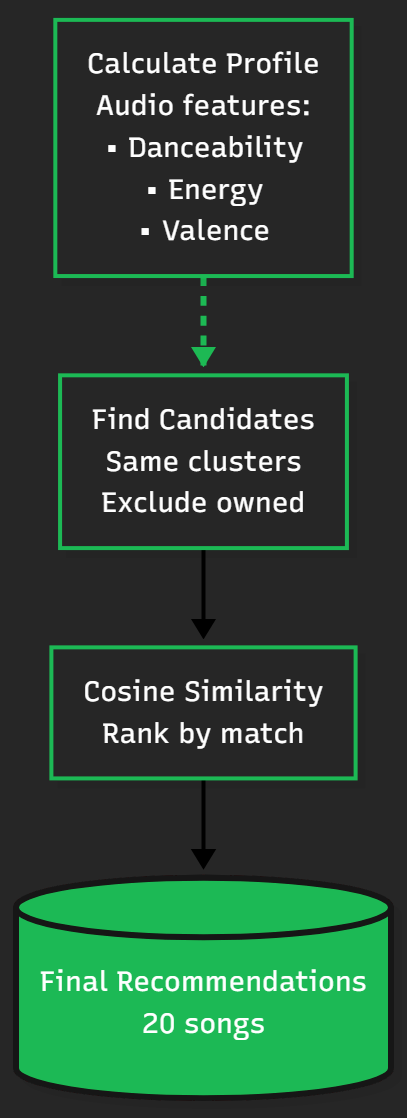 Calculate Profile
Audio features:
▪ Danceability
▪ Energy
▪ Valence
Find Candidates
Same clusters
Exclude owned
Cosine Similarity
Rank by match
Final Recommendations
20 songs